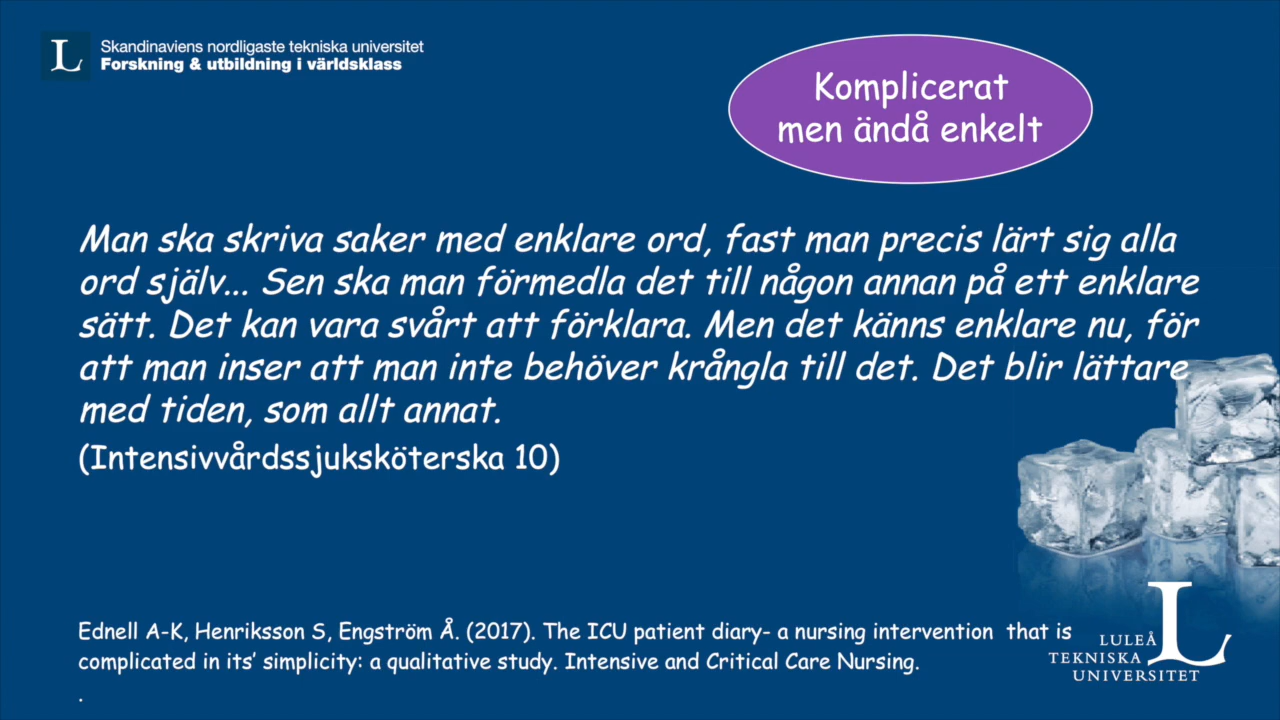 Skandinaviens nordligaste tekniska universitet
Forskning & utbildning i världsklass
Komplicerat
men ändå enkelt
Man ska skriva saker med enklare ord, fast man precis lärt sig alla
ord själv... Sen ska man förmedla det till någon annan på ett enklare
sätt. Det kan vara svårt att förklara. Men det känns enklare nu, för
att man inser att man inte behöver krångla till det. Det blir lättare
med tiden, som allt annat.
(Intensivvårdssjuksköterska 10)
Ednell A-K, Henriksson S, Engström Å. (2017). The ICU patient diary- a nursing intervention that is
complicated in its’ simplicity: a qualitative study. Intensive and Critical Care Nursing.
.
LULEÅ
TEKNISKA
UNIVERSITET